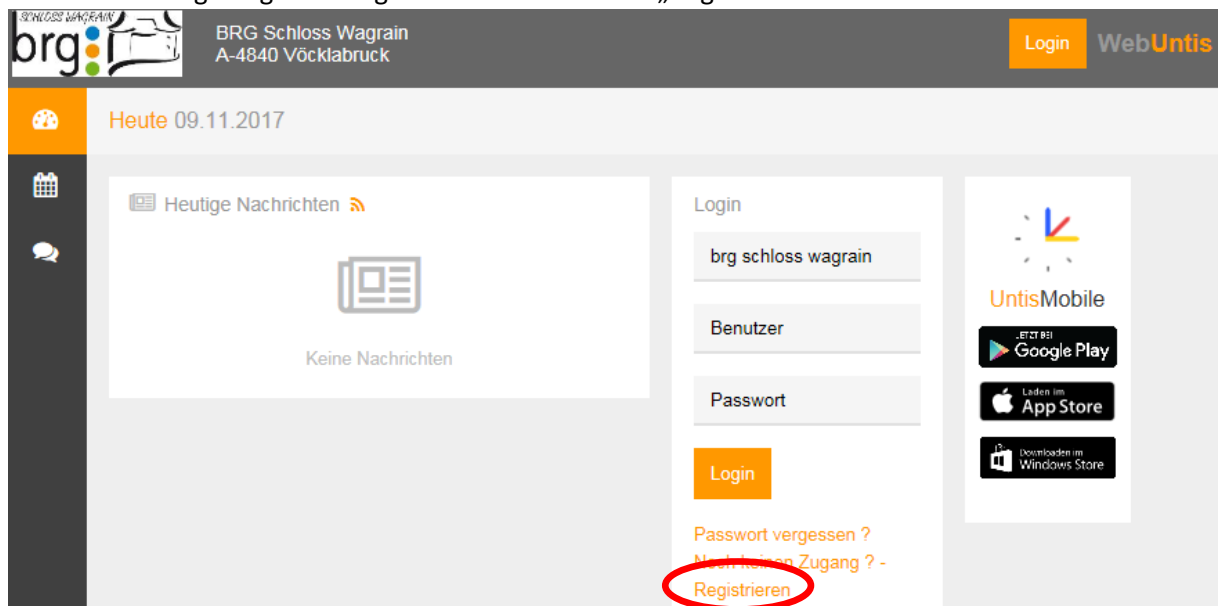 SCHLOSS WAGRAIN
brg
BRG Schloss Wagrain
A-4840 Vöcklabruck
Login
WebUntis
Heute 09.11.2017
Heutige Nachrichten
Keine Nachrichten
Login
brg schloss wagrain
Benutzer
Passwort
Login
Passwort vergessen ?
Noch keinen Zugang ? -
Registrieren
UntisMobile
JETZT BEI
Google Play
Laden im
App Store
Downloaden im
Windows Store